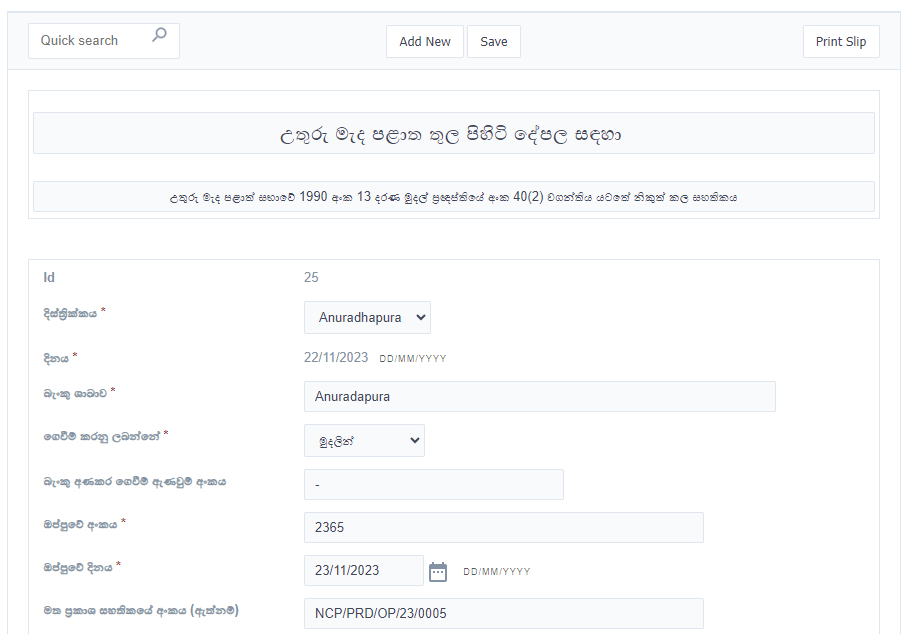 Quick search
Add New
Save
Print Slip
උතුරු මැද පළාත තුල පිහිටි දේපල සඳහා
උතුරු මැද පළාත් සභාවේ 1990 අංක 13 දරණ මුදල් ප්‍රඥප්තියේ අංක 40(2) වගන්තිය යටතේ නිකුත් කල සහතිකය
Id 25
දිස්ත්‍රික්කය * Anuradhapura
දිනය * 22/11/2023 DD/MM/YYYY
බැංකු ශාඛාව * Anuradapura
ගෙවීම් කරනු ලබන්නේ * මුදලින්
බැංකු අණකර ගෙවීම් ඇණවුම් අංකය -
ඔප්පුවේ අංකය * 2365
ඔප්පුවේ දිනය * 23/11/2023 DD/MM/YYYY
මත ප්‍රකාශ සහතිකයේ අංකය (ඇත්නම්) NCP/PRD/OP/23/0005